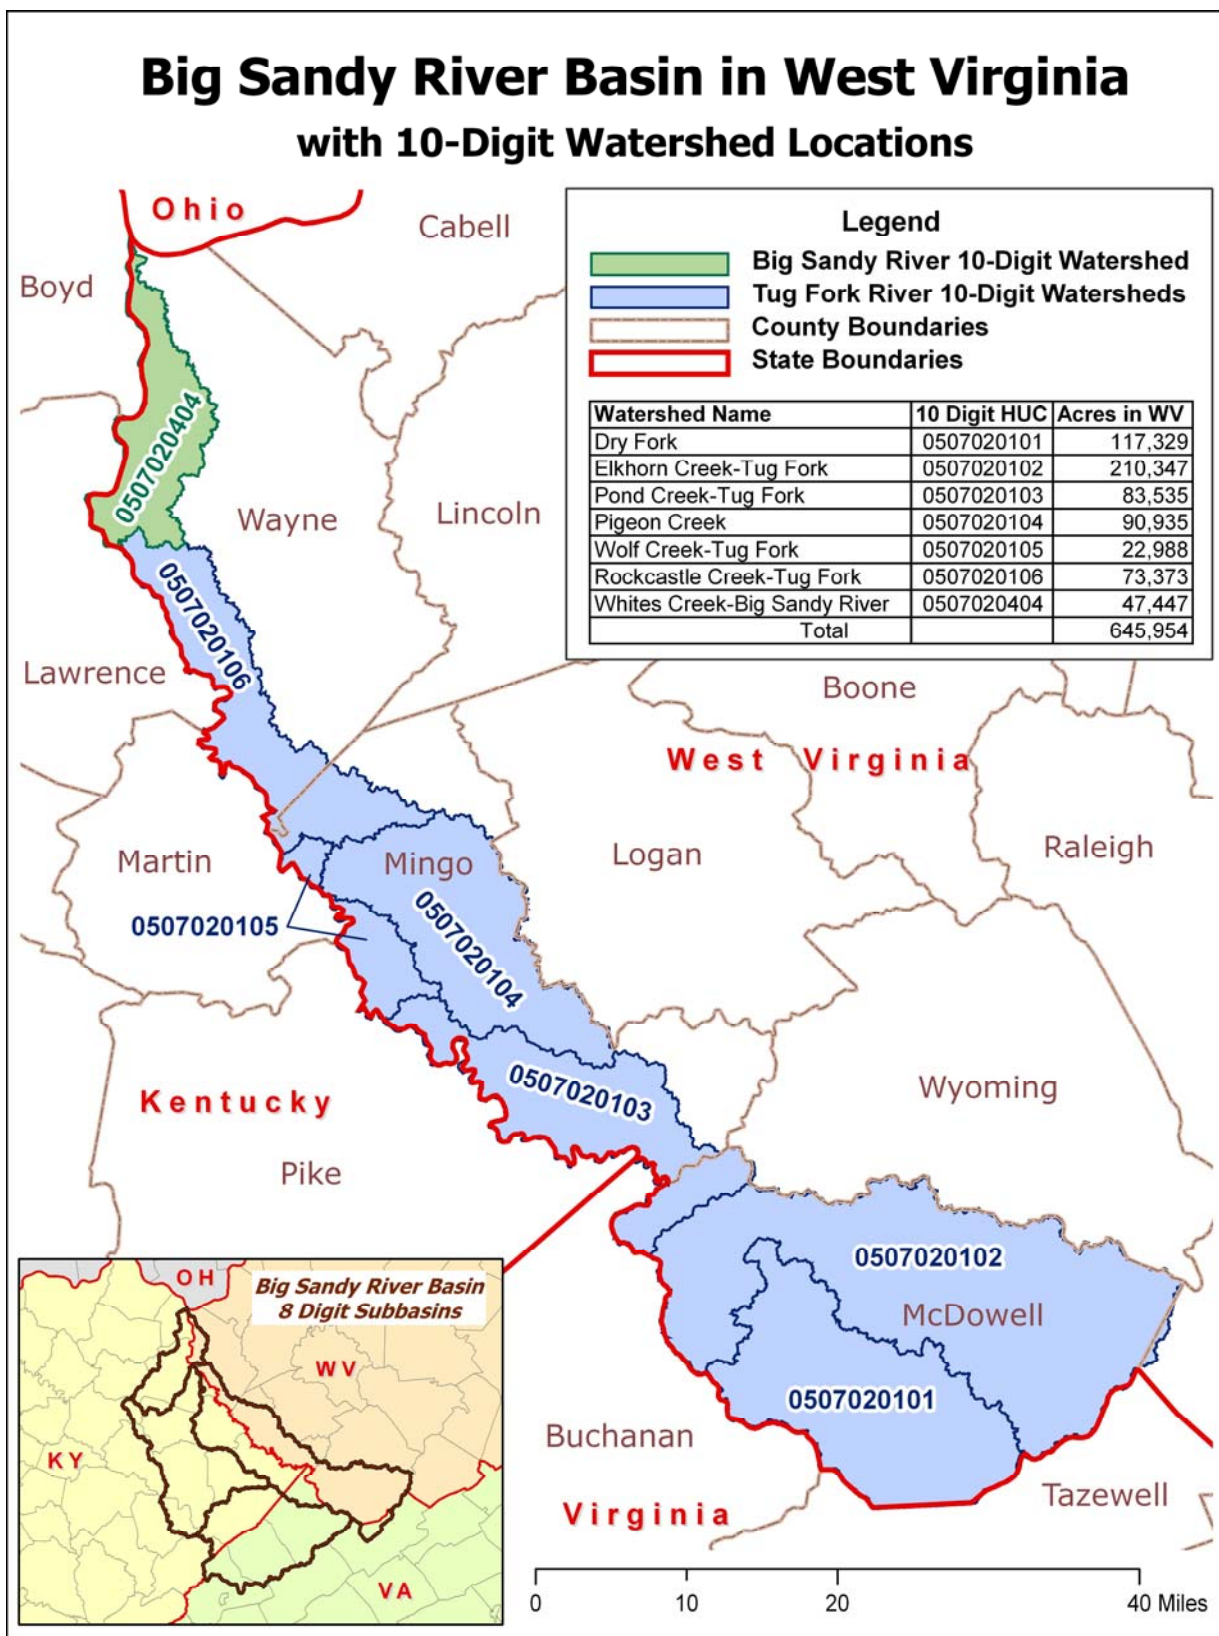 Big Sandy River Basin in West Virginia
with 10-Digit Watershed Locations
Ohio
Cabell
Boyd
Legend
Big Sandy River 10-Digit Watershed
Tug Fork River 10-Digit Watersheds
County Boundaries
State Boundaries
Watershed Name 10 Digit HUC Acres in WV
Dry Fork 0507020101 117,329
Elkhorn Creek-Tug Fork 0507020102 210,347
Pond Creek-Tug Fork 0507020103 83,535
Pigeon Creek 0507020104 90,935
Wolf Creek-Tug Fork 0507020105 22,988
Rockcastle Creek-Tug Fork 0507020106 73,373
Whites Creek-Big Sandy River 0507020404 47,447
Total 645,954
0507020404
Wayne
Lincoln
0507020106
Lawrence
Boone
West Virginia
Martin
Mingo
Logan
Raleigh
0507020105
0507020104
0507020103
Wyoming
Kentucky
Pike
0507020102
McDowell
0507020101
Buchanan
Virginia
Tazewell
OH
Big Sandy River Basin
8 Digit Subbasins
WV
KY
VA
0 10 20 40 Miles